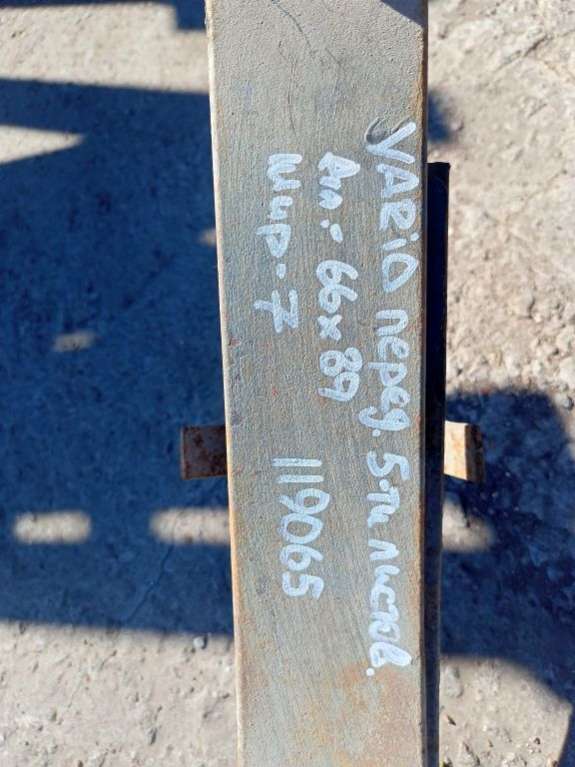 VARIO перед. 5-ти листов.
дл.- 66x89
шир- 7
119065